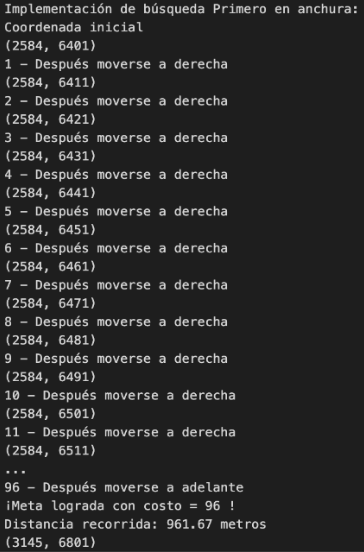 Implementación de búsqueda Primero en anchura:
Coordenada inicial
(2584, 6401)
1 – Después moverse a derecha
(2584, 6411)
2 – Después moverse a derecha
(2584, 6421)
3 – Después moverse a derecha
(2584, 6431)
4 – Después moverse a derecha
(2584, 6441)
5 – Después moverse a derecha
(2584, 6451)
6 – Después moverse a derecha
(2584, 6461)
7 – Después moverse a derecha
(2584, 6471)
8 – Después moverse a derecha
(2584, 6481)
9 – Después moverse a derecha
(2584, 6491)
10 – Después moverse a derecha
(2584, 6501)
11 – Después moverse a derecha
(2584, 6511)
...
96 – Después moverse a adelante
¡Meta lograda con costo = 96 !
Distancia recorrida: 961.67 metros
(3145, 6801)